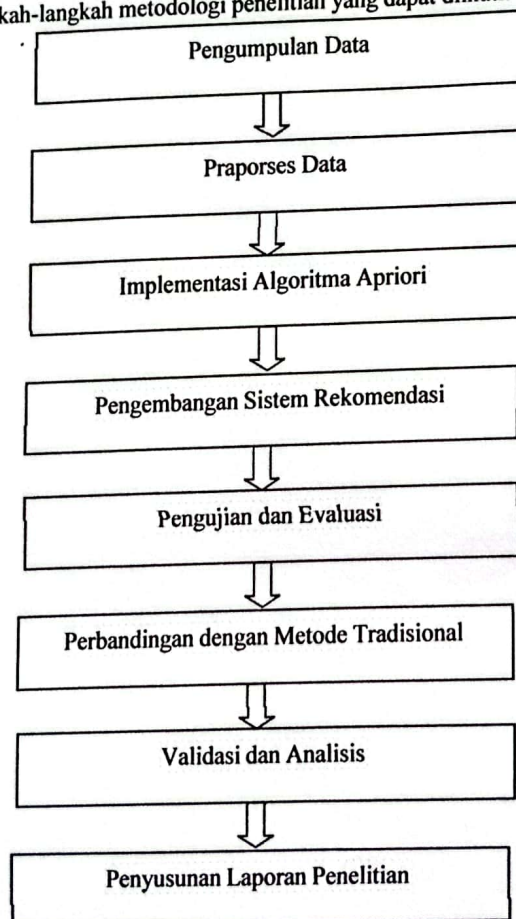 langkah-langkah metodologi penelitian yang dapat
Pengumpulan Data
Praporses Data
Implementasi Algoritma Apriori
Pengembangan Sistem Rekomendasi
Pengujian dan Evaluasi
Perbandingan dengan Metode Tradisional
Validasi dan Analisis
Penyusunan Laporan Penelitian